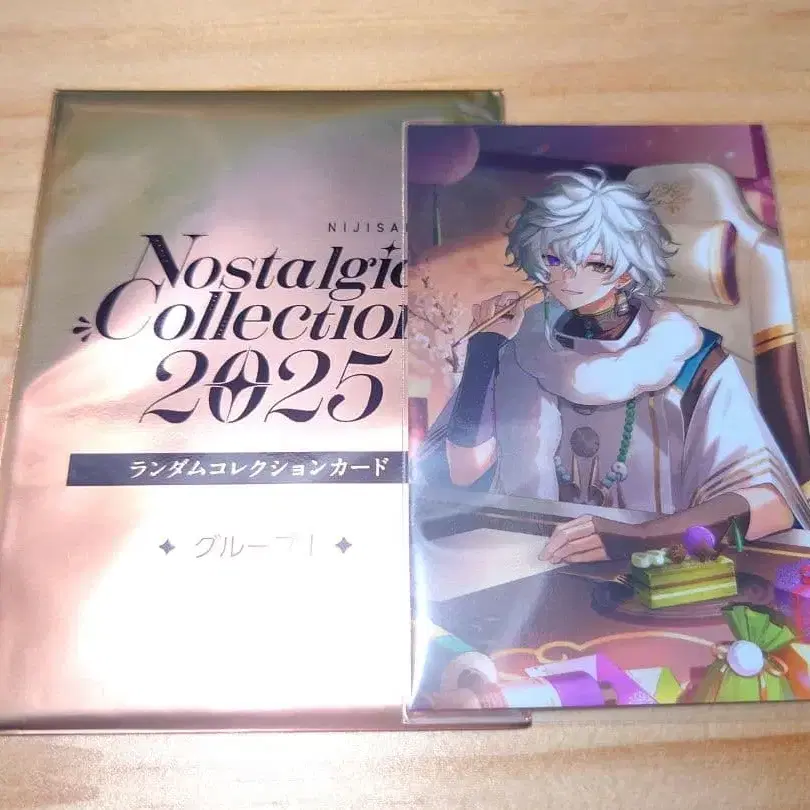 NIJISA
Nostalgic
Collection
2025
ランダムコレクションカード
グループI